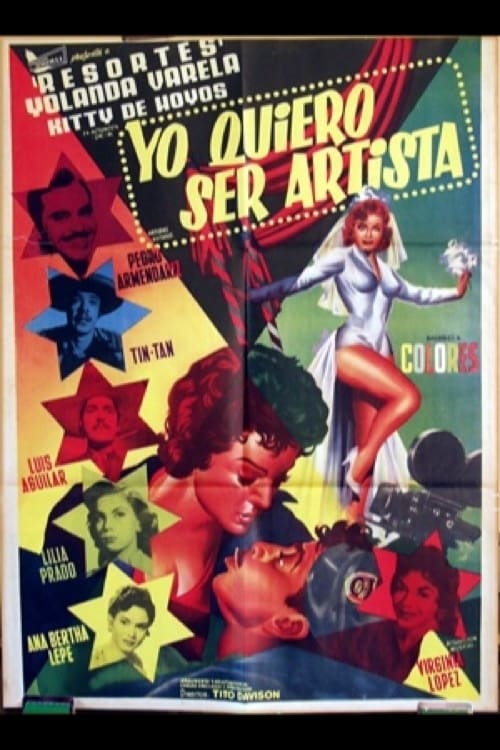 'RESORTES'
YOLANDA VARELA
KITTY DE HOYOS
YO QUIERO
SER ARTISTA
PEDRO
ARMENDARIZ
TIN-TAN
LUIS
AGUILAR
LILIA
PRADO
ANA BERTHA
LEPE
COLORES
VIRGINIA
LOPEZ
DIRECTOR TITO DAVISON